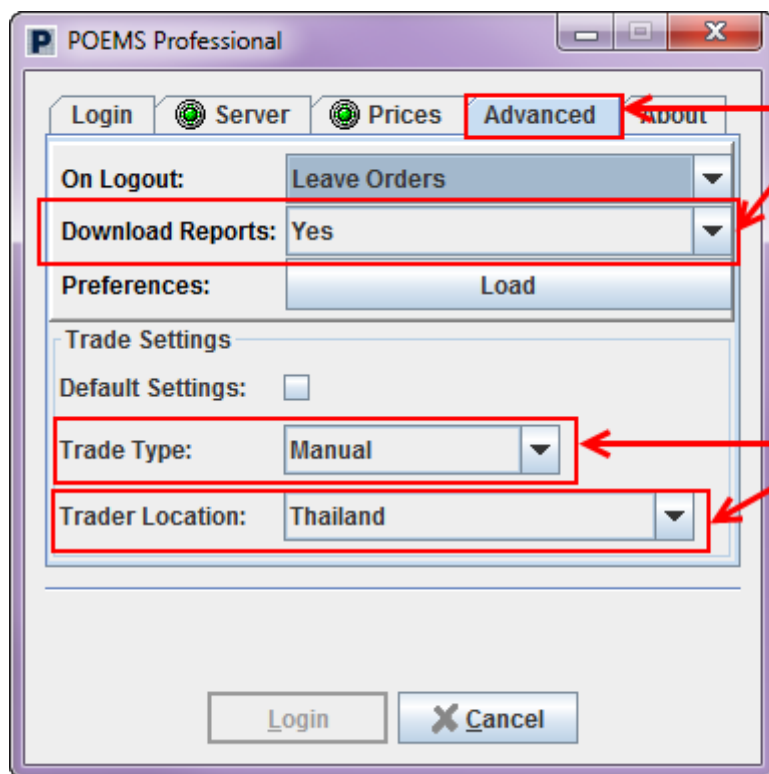 P POEMS Professional
Login Server Prices Advanced About
On Logout: Leave Orders
Download Reports: Yes
Preferences: Load
Trade Settings
Default Settings:
Trade Type: Manual
Trader Location: Thailand
Login Cancel